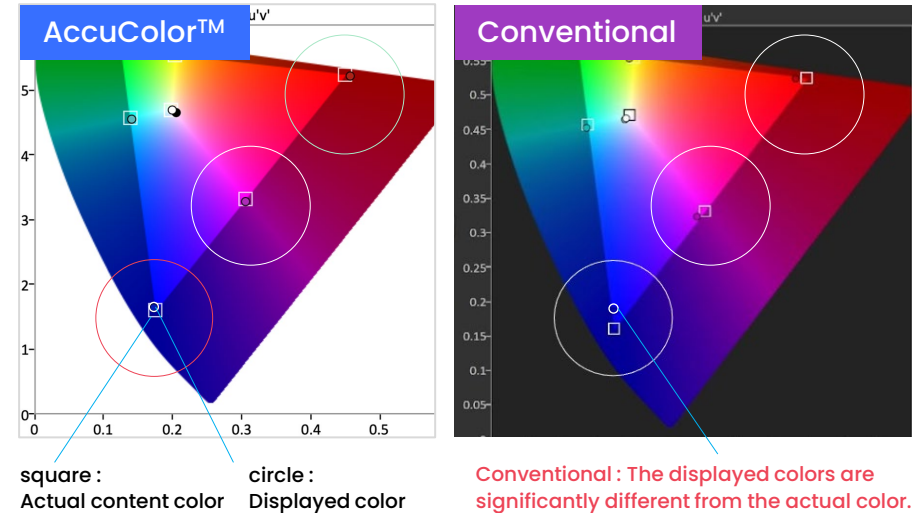 AccuColor™
u'v'
5-
4-
3-
2-
1-
0-
0 0.1 0.2 0.3 0.4 0.5
Conventional
u'v'
0.55
0.5-
0.45-
0.4-
0.35-
0.3-
0.25-
0.2-
0.15-
0.1-
0.05-
square :
Actual content color
circle :
Displayed color
Conventional : The displayed colors are
significantly different from the actual color.